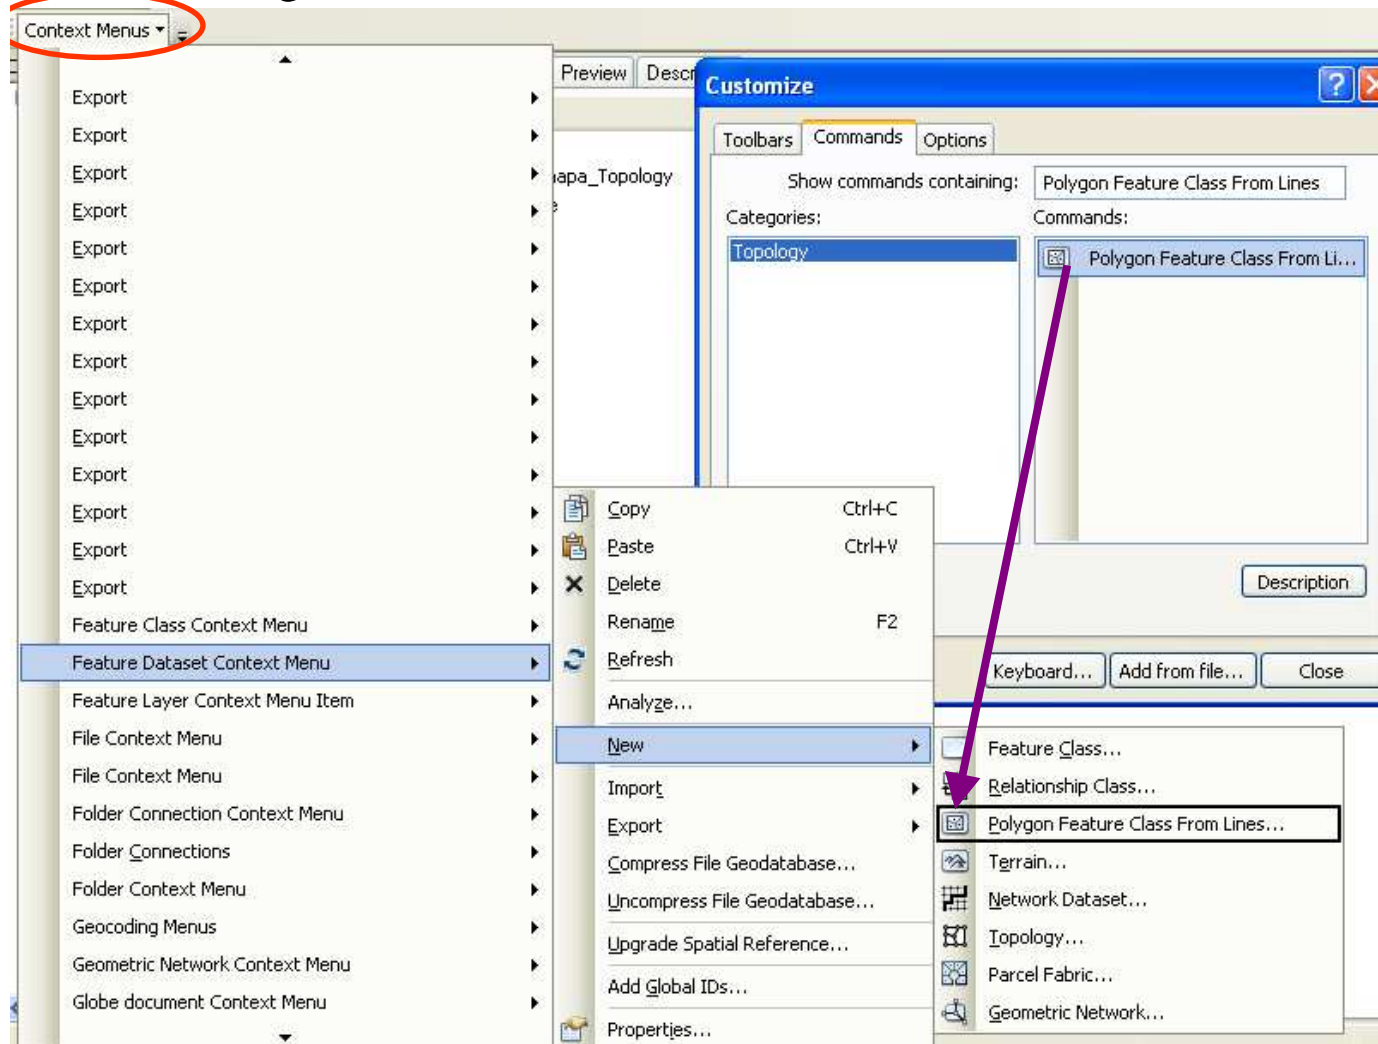 Context Menus
Export
Export
Export
Export
Export
Export
Export
Export
Export
Export
Export
Export
Export
Export
Feature Class Context Menu
Feature Dataset Context Menu
Feature Layer Context Menu Item
File Context Menu
File Context Menu
Folder Connection Context Menu
Folder Connections
Folder Context Menu
Geocoding Menus
Geometric Network Context Menu
Globe document Context Menu
Preview Descr
apa_Topology
Customize
Toolbars Commands Options
Show commands containing: Polygon Feature Class From Lines
Categories: Commands:
Topology
Polygon Feature Class From Li...
Description
Keyboard... Add from file... Close
Copy Ctrl+C
Paste Ctrl+V
Delete
Rename F2
Refresh
Analyze...
New
Import
Export
Compress File Geodatabase...
Uncompress File Geodatabase...
Upgrade Spatial Reference...
Add Global IDs...
Properties...
Feature Class...
Relationship Class...
Polygon Feature Class From Lines...
Terrain...
Network Dataset...
Topology...
Parcel Fabric...
Geometric Network...